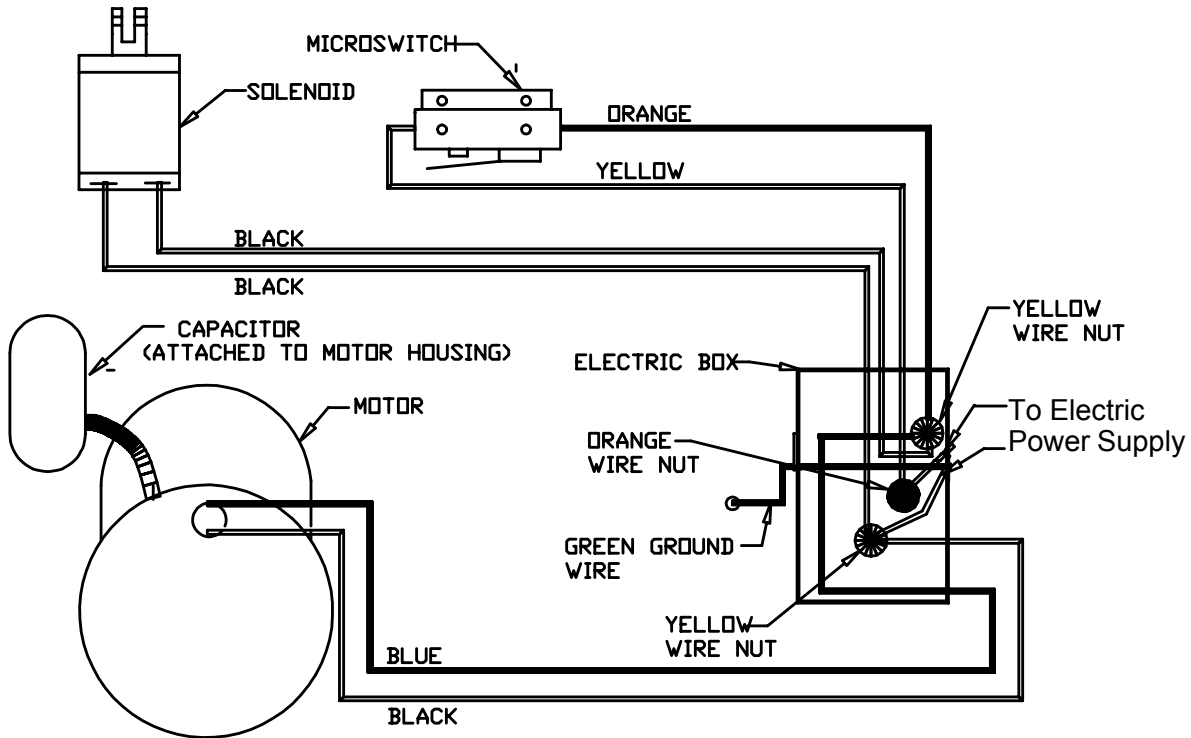 MICROSWITCH
SOLENOID
ORANGE
YELLOW
BLACK
BLACK
YELLOW
WIRE NUT
CAPACITOR
(ATTACHED TO MOTOR HOUSING)
ELECTRIC BOX
MOTOR
To Electric
Power Supply
ORANGE
WIRE NUT
GREEN GROUND
WIRE
YELLOW
WIRE NUT
BLUE
BLACK